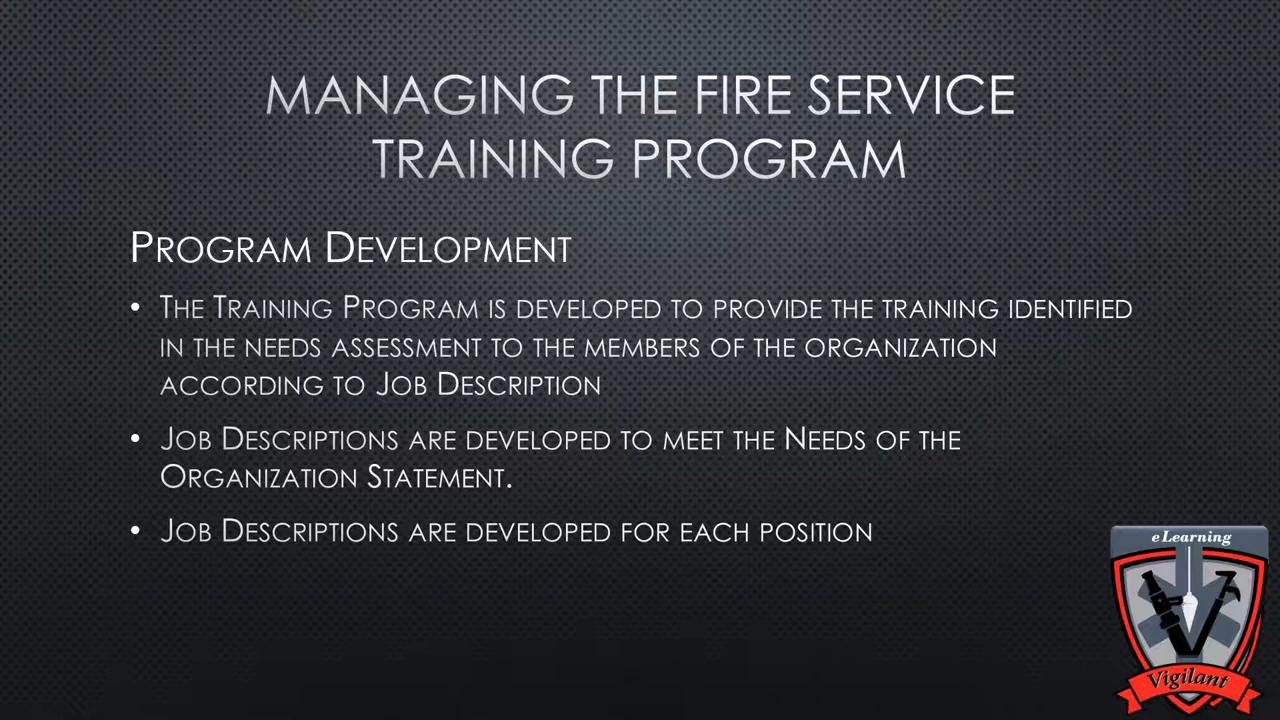 MANAGING THE FIRE SERVICE
TRAINING PROGRAM
PROGRAM DEVELOPMENT
• THE TRAINING PROGRAM IS DEVELOPED TO PROVIDE THE TRAINING IDENTIFIED
IN THE NEEDS ASSESSMENT TO THE MEMBERS OF THE ORGANIZATION
ACCORDING TO JOB DESCRIPTION
• JOB DESCRIPTIONS ARE DEVELOPED TO MEET THE NEEDS OF THE
ORGANIZATION STATEMENT.
• JOB DESCRIPTIONS ARE DEVELOPED FOR EACH POSITION
eLearning
V
Vigilant